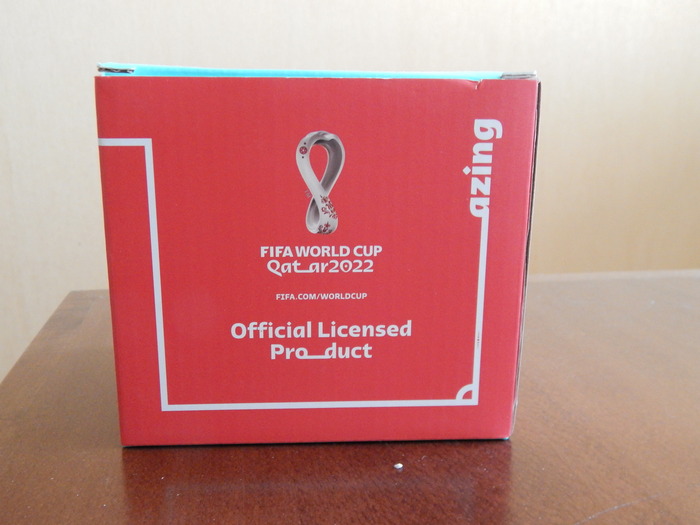 azing
FIFA WORLD CUP
Qatar2022
FIFA.COM/WORLDCUP
Official Licensed
Product